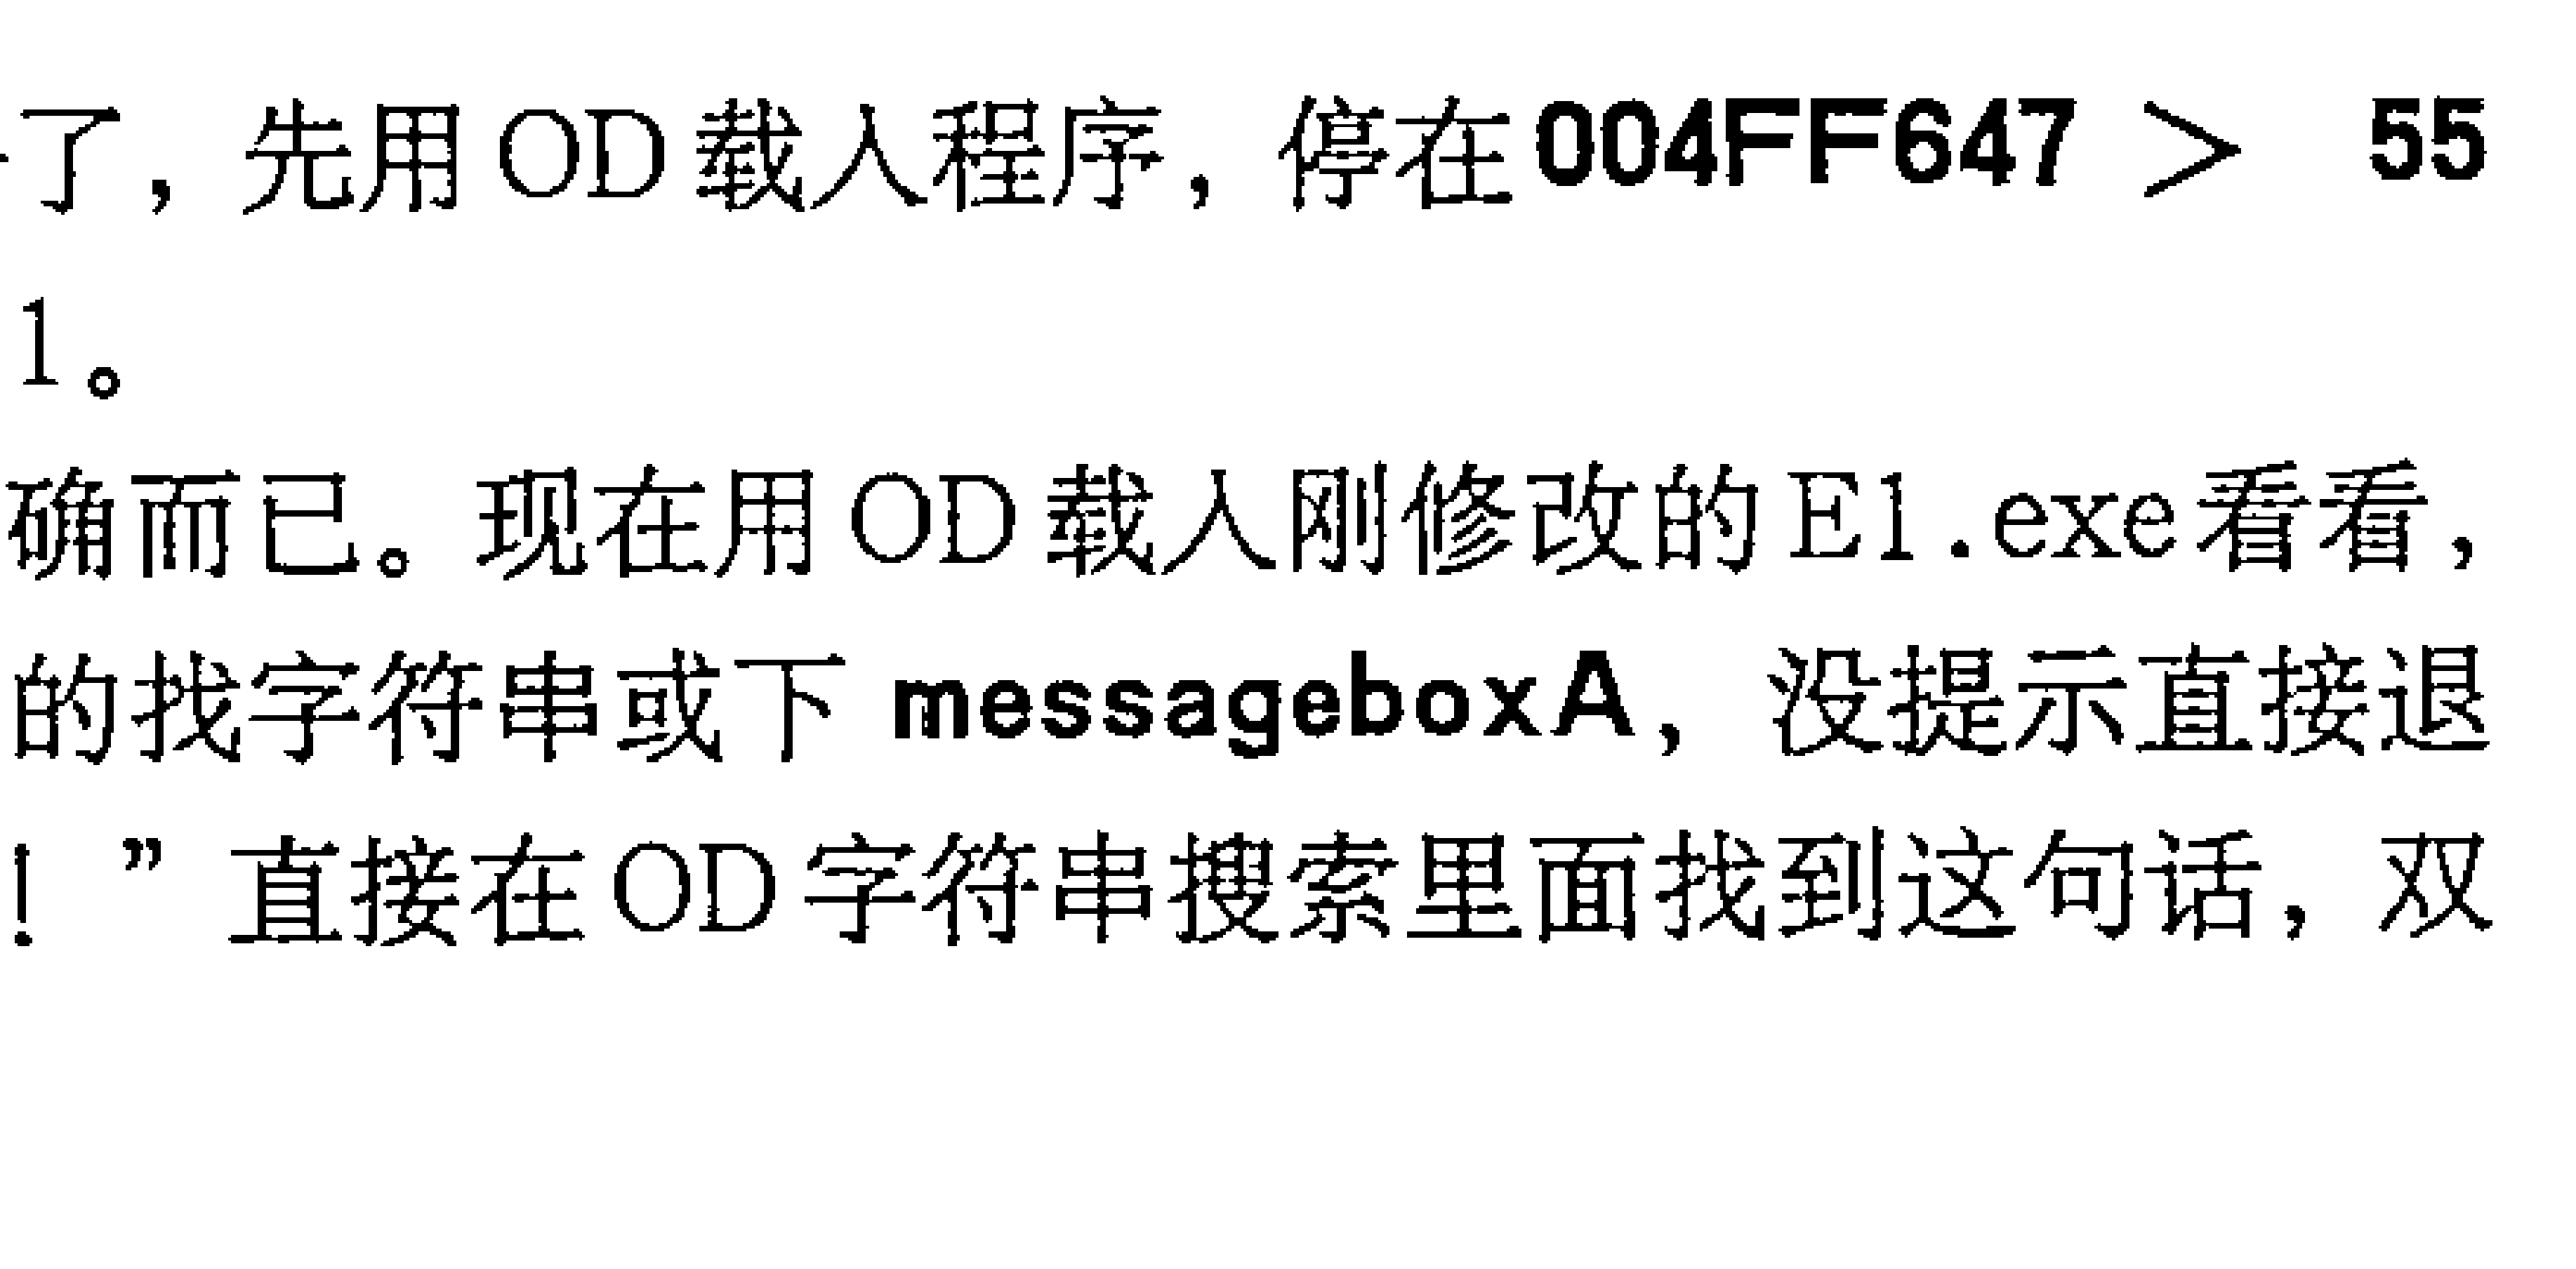 了，先用OD载入程序，停在004FF647 > 55
1。
确而已。现在用OD载入刚修改的E1.exe看看，
的找字符串或下 messageboxA，没提示直接退
！”直接在OD字符串搜索里面找到这句话，双